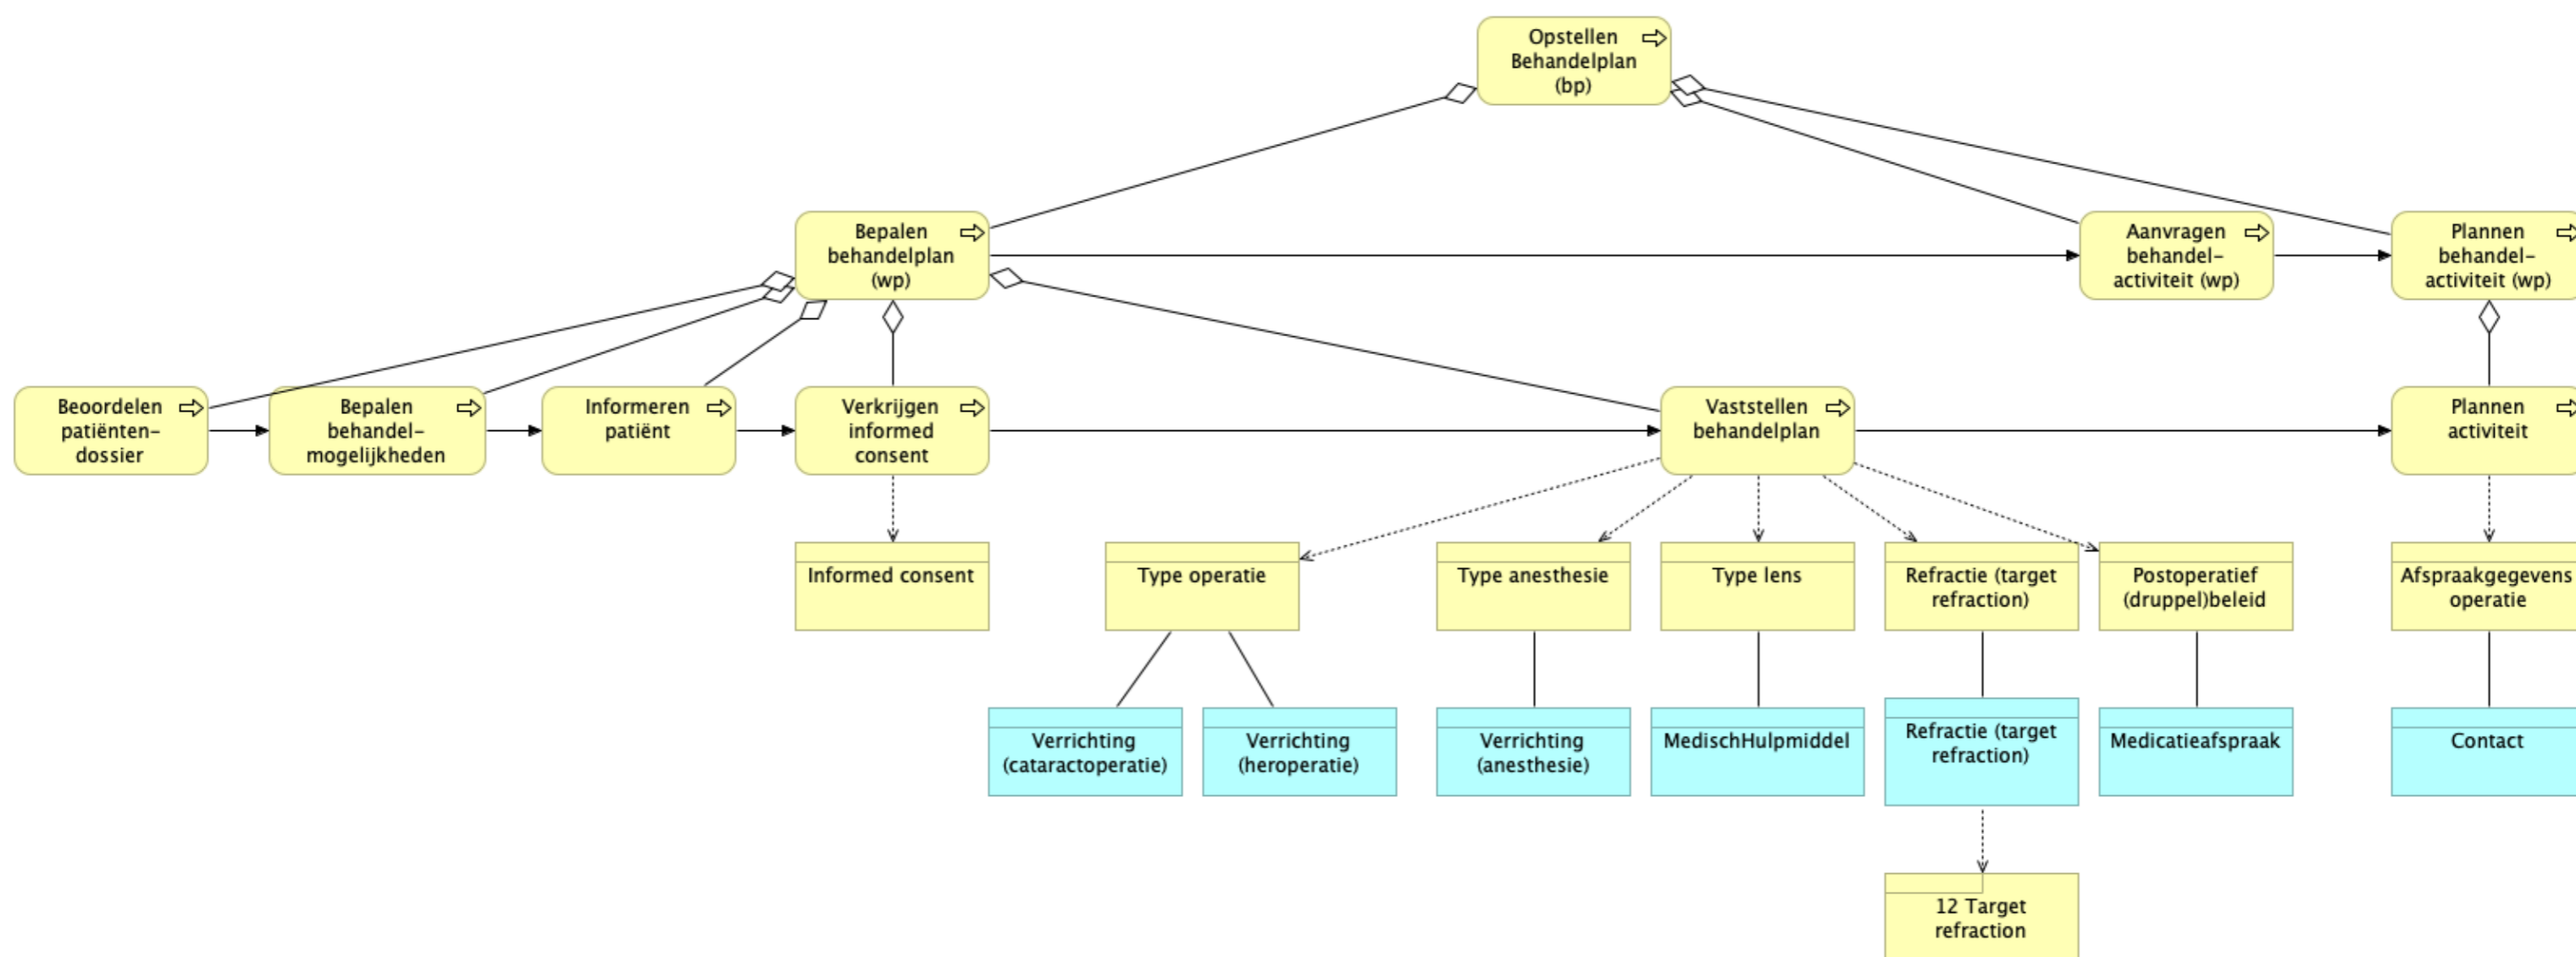 Opstellen
Behandelplan
(bp)
Bepalen
behandelplan
(wp)
Aanvragen
behandel-
activiteit (wp)
Plannen
behandel-
activiteit (wp)
Beoordelen
patiënten-
dossier
Bepalen
behandel-
mogelijkheden
Informeren
patiënt
Verkrijgen
informed
consent
Vaststellen
behandelplan
Plannen
activiteit
Informed consent
Type operatie
Type anesthesie
Type lens
Refractie (target
refraction)
Postoperatief
(druppel)beleid
Afspraakgegevens
operatie
Verrichting
(cataractoperatie)
Verrichting
(heroperatie)
Verrichting
(anesthesie)
MedischHulpmiddel
Refractie (target
refraction)
Medicatieafspraak
Contact
12 Target
refraction